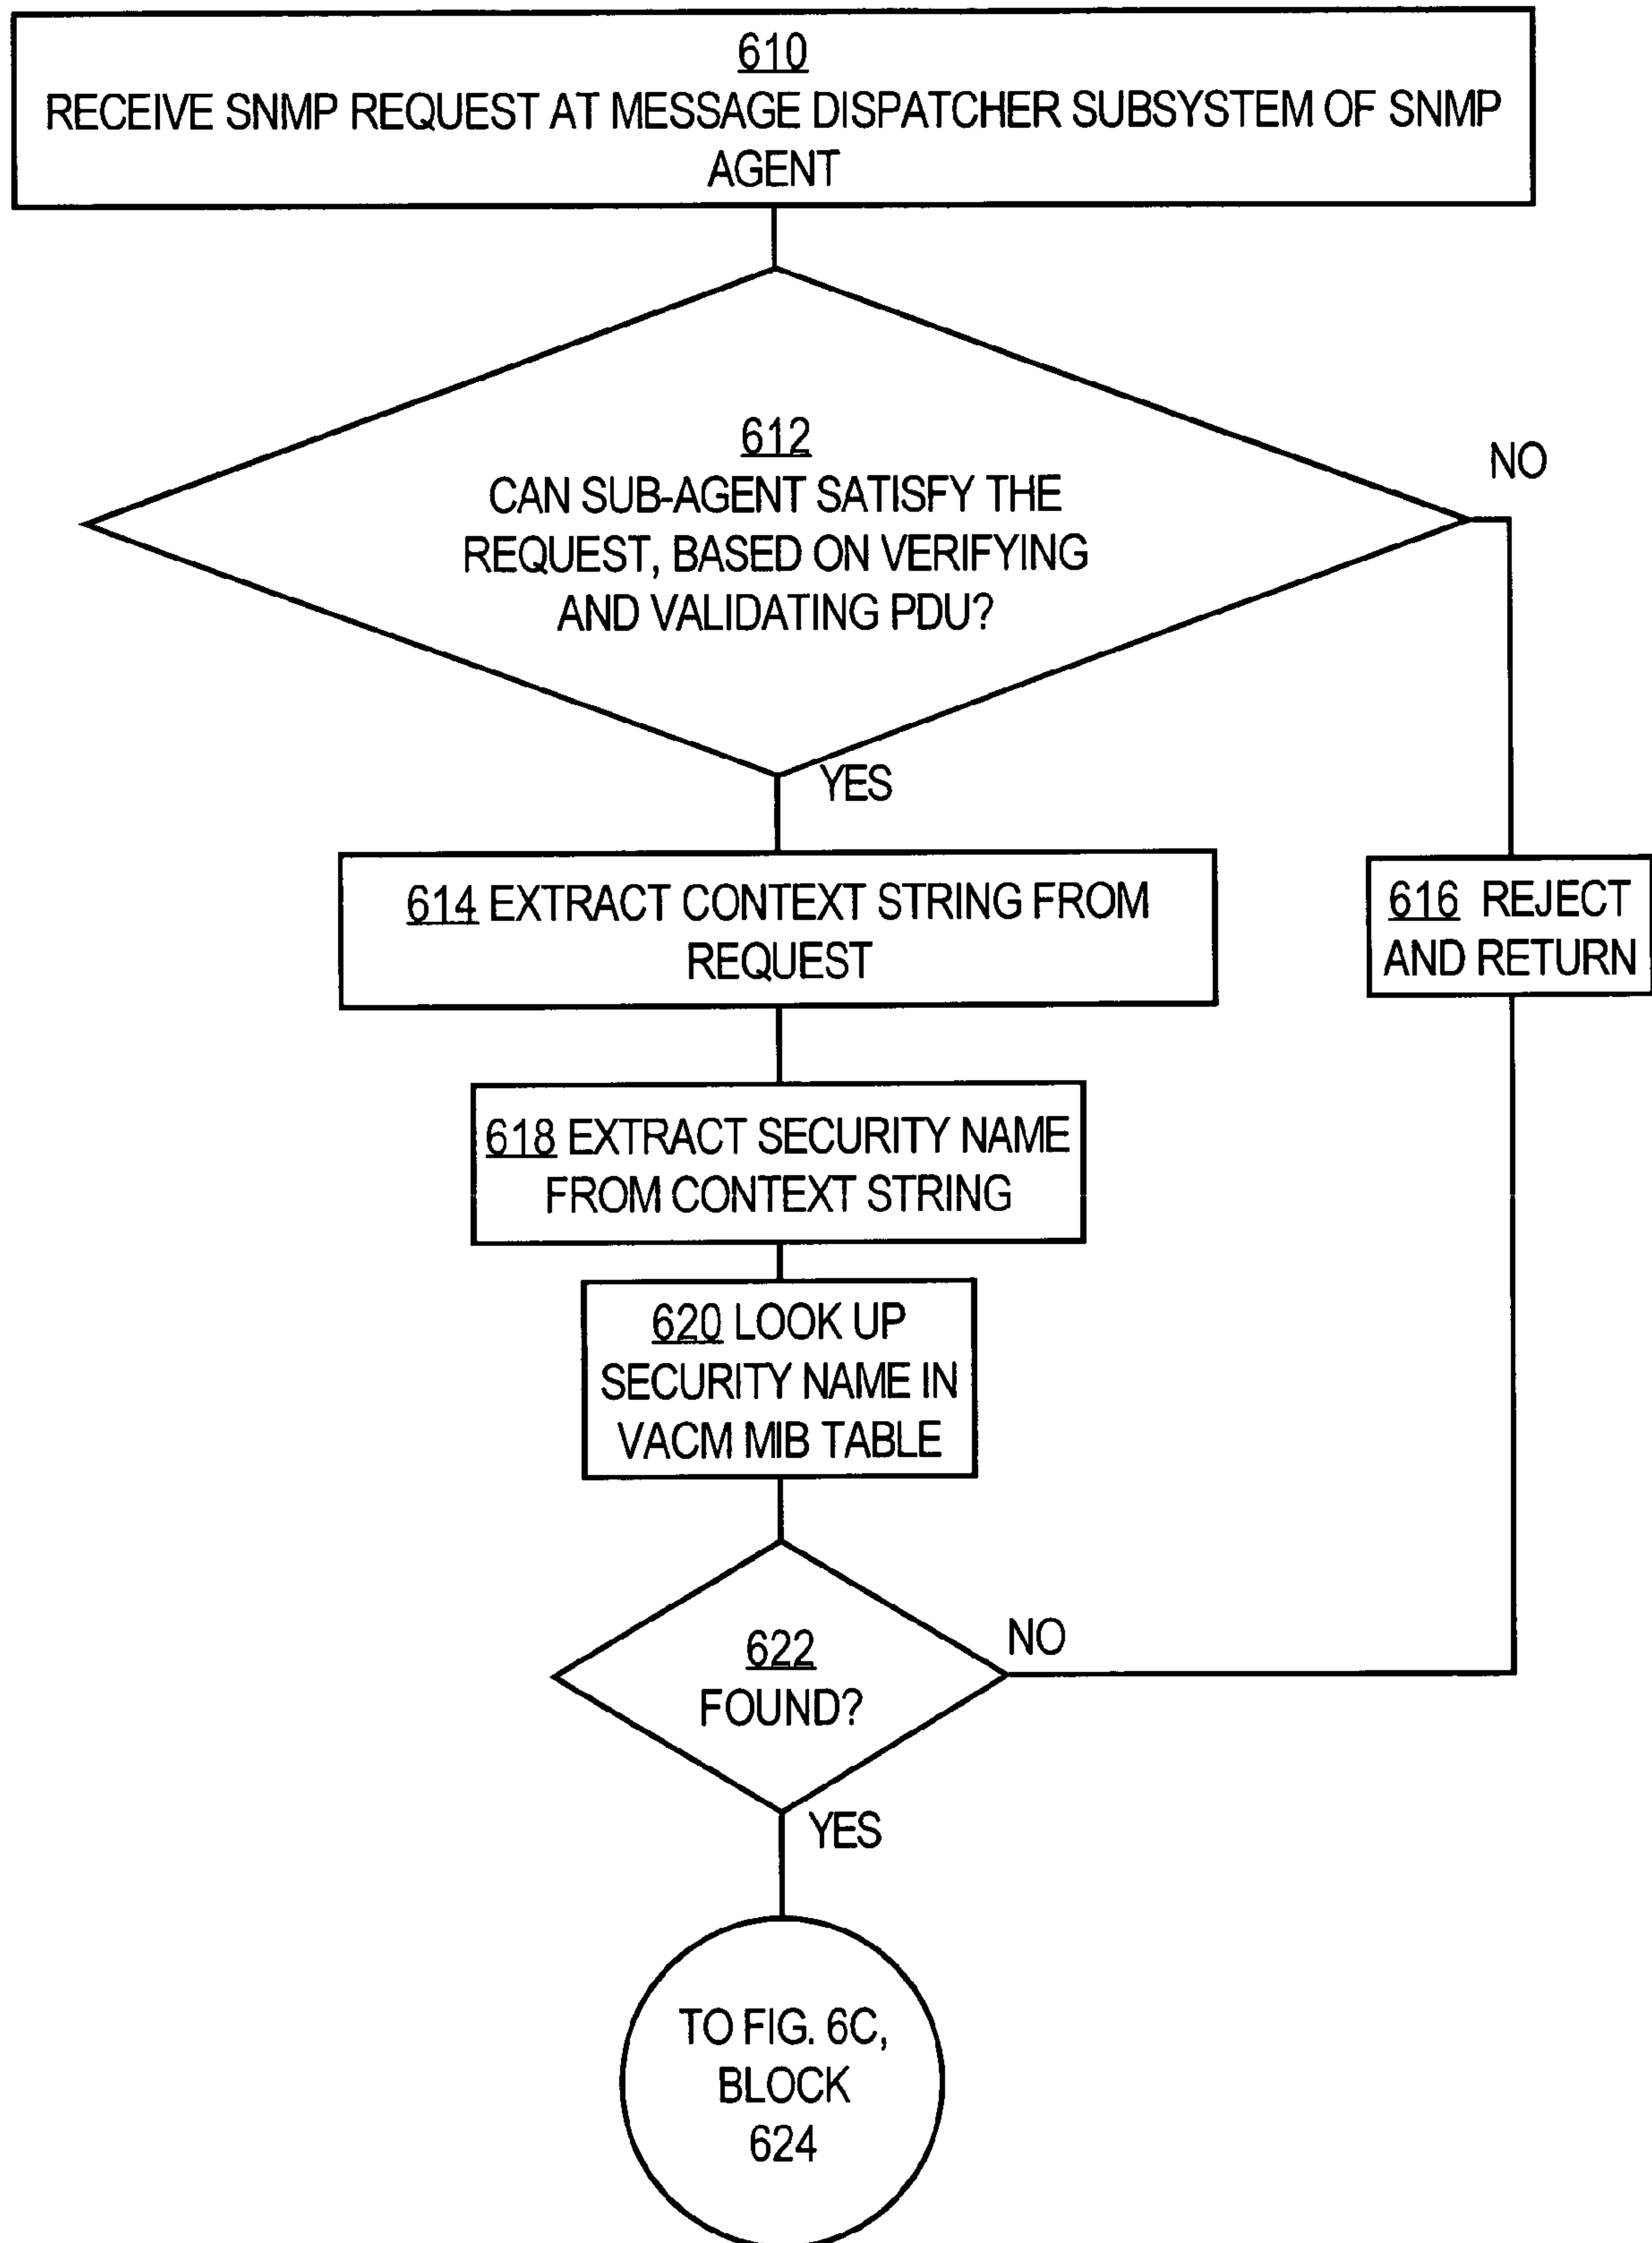 610
RECEIVE SNMP REQUEST AT MESSAGE DISPATCHER SUBSYSTEM OF SNMP
AGENT
612
CAN SUB-AGENT SATISFY THE
REQUEST, BASED ON VERIFYING
AND VALIDATING PDU?
NO
YES
614 EXTRACT CONTEXT STRING FROM
REQUEST
616 REJECT
AND RETURN
618 EXTRACT SECURITY NAME
FROM CONTEXT STRING
620 LOOK UP
SECURITY NAME IN
VACM MIB TABLE
622
FOUND?
NO
YES
TO FIG. 6C,
BLOCK
624